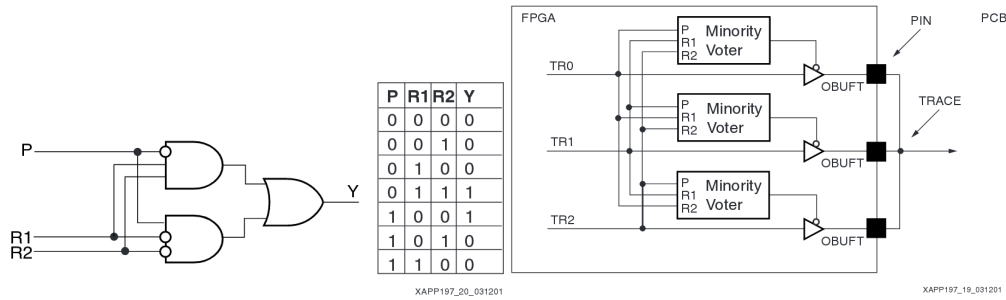 P
R1
R2
Y
P R1 R2 Y
0 0 0 0
0 0 1 0
0 1 0 0
0 1 1 1
1 0 0 1
1 0 1 0
1 1 0 0
XAPP197_20_031201
FPGA
PIN
PCB
P
R1
R2
Minority
Voter
TR0
OBUFT
TRACE
P
R1
R2
Minority
Voter
TR1
OBUFT
P
R1
R2
Minority
Voter
TR2
OBUFT
XAPP197_19_031201